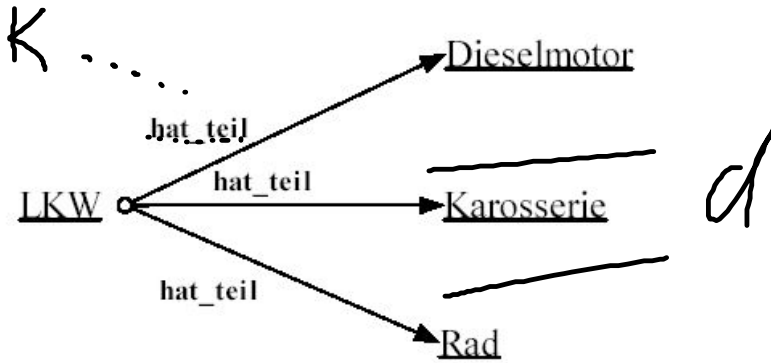 K
Dieselmotor
hat_teil
hat_teil
LKW
Karosserie
d
hat_teil
Rad